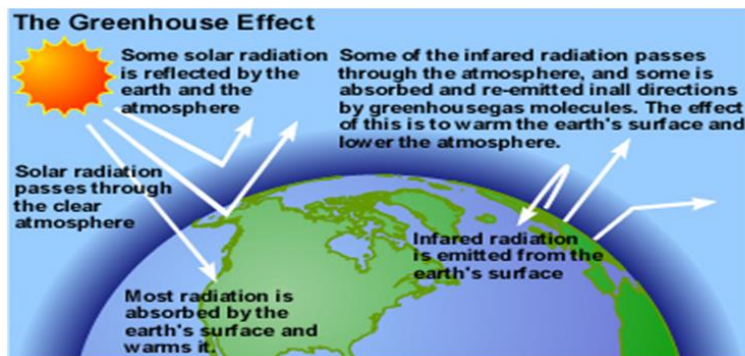 The Greenhouse Effect
Some solar radiation
is reflected by the
earth and the
atmosphere
Some of the infared radiation passes
through the atmosphere, and some is
absorbed and re-emitted inall directions
by greenhousegas molecules. The effect
of this is to warm the earth's surface and
lower the atmosphere.
Solar radiation
passes through
the clear
atmosphere
Infared radiation
is emitted from the
earth's surface
Most radiation is
absorbed by the
earth's surface and
warms it.